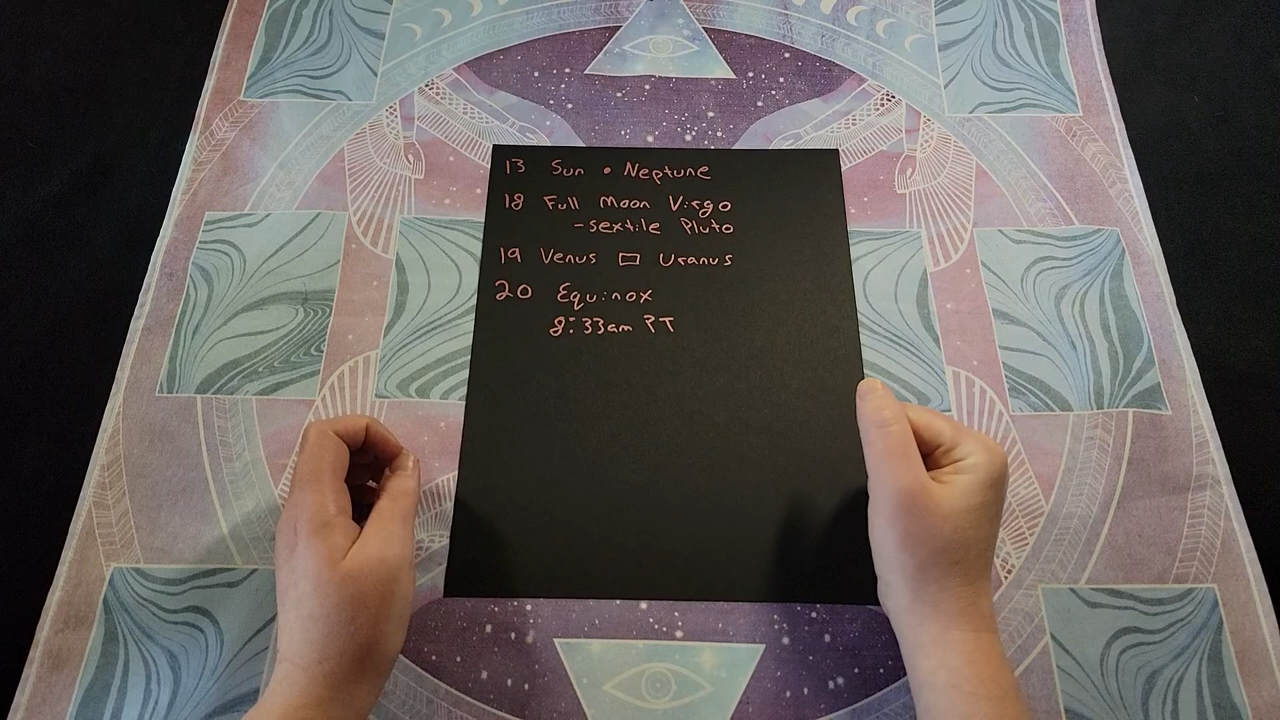 13 Sun • Neptune
18 Full Moon Virgo
-sextile Pluto
19 Venus □ Uranus
20 Equinox
8:33am PT